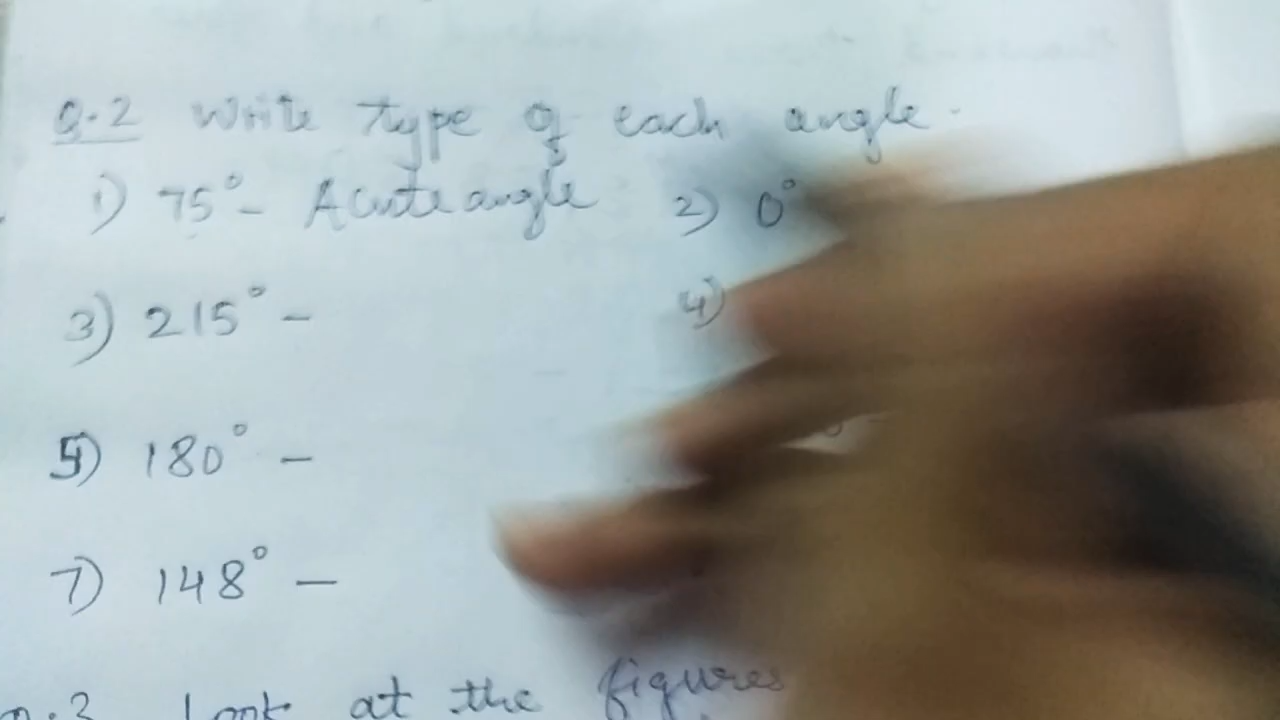 Q.2 Write type of each angle.
1) 75° - Acute angle 2) 0°
3) 215° - 4)
5) 180° -
7) 148° -
Look at the figures